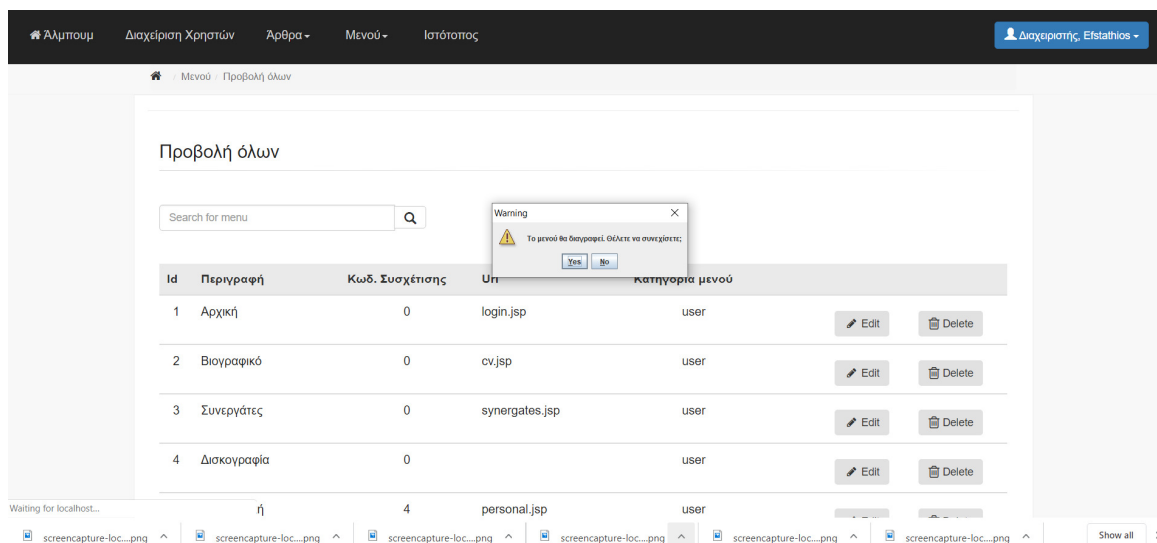 Άλμπουμ Διαχείριση Χρηστών Άρθρα Μενού Ιστότοπος Διαχειριστής, Efstathios
/ Μενού / Προβολή όλων
Προβολή όλων
Search for menu
Warning
Το μενού θα διαγραφεί. Θέλετε να συνεχίσετε;
Yes No
Id Περιγραφή Κωδ. Συσχέτισης Url Κατηγορία μενού
1 Αρχική 0 login.jsp user Edit Delete
2 Βιογραφικό 0 cv.jsp user Edit Delete
3 Συνεργάτες 0 synergates.jsp user Edit Delete
4 Δισκογραφία 0 user Edit Delete
ή 4 personal.jsp user
Waiting for localhost...
screencapture-loc....png screencapture-loc....png screencapture-loc....png screencapture-loc....png screencapture-loc....png screencapture-loc....png Show all